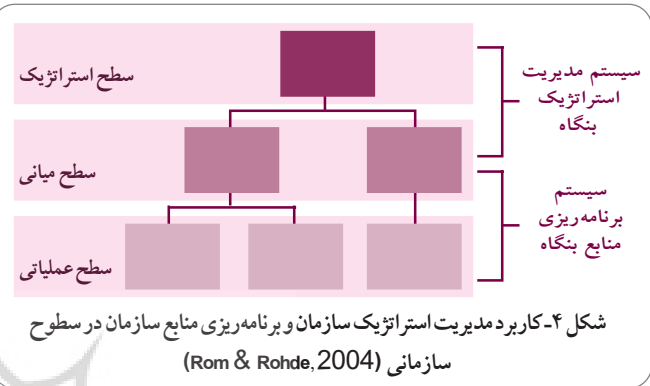 سطح استراتژیک
سیستم مدیریت
استراتژیک
بنگاه
سطح میانی
سیستم
برنامه‌ریزی
منابع بنگاه
سطح عملیاتی
شکل ۴ـ کاربرد مدیریت استراتژیک سازمان و برنامه‌ریزی منابع سازمان در سطوح
سازمانی (Rom & Rohde, 2004)